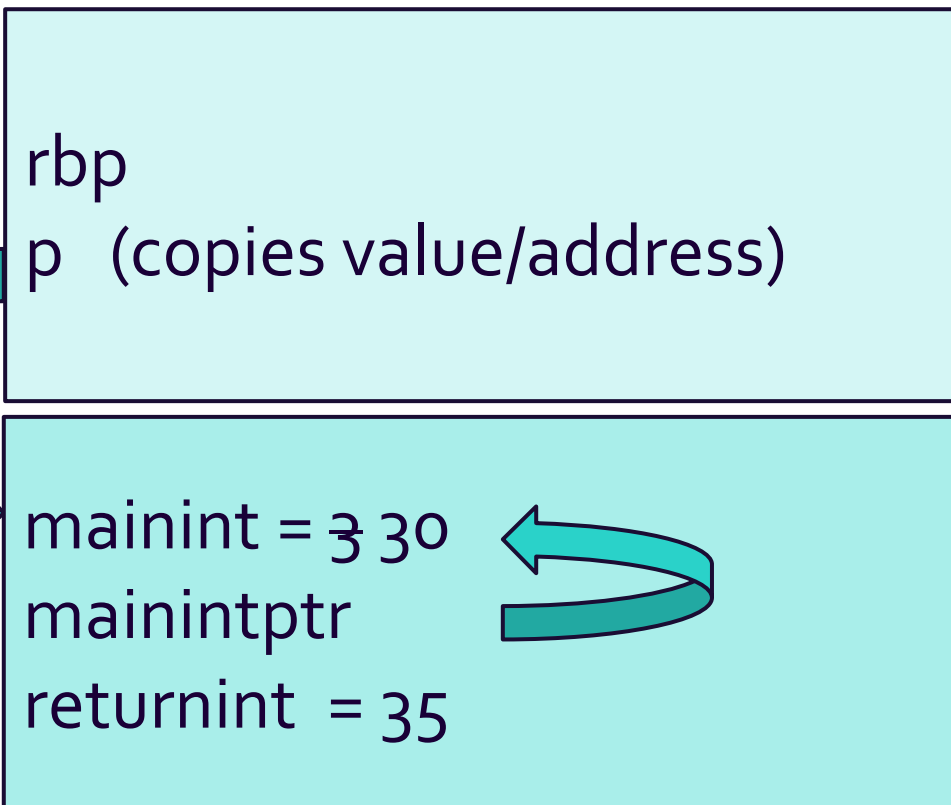 rbp
p (copies value/address)
mainint = 3 30
mainintptr
returnint = 35